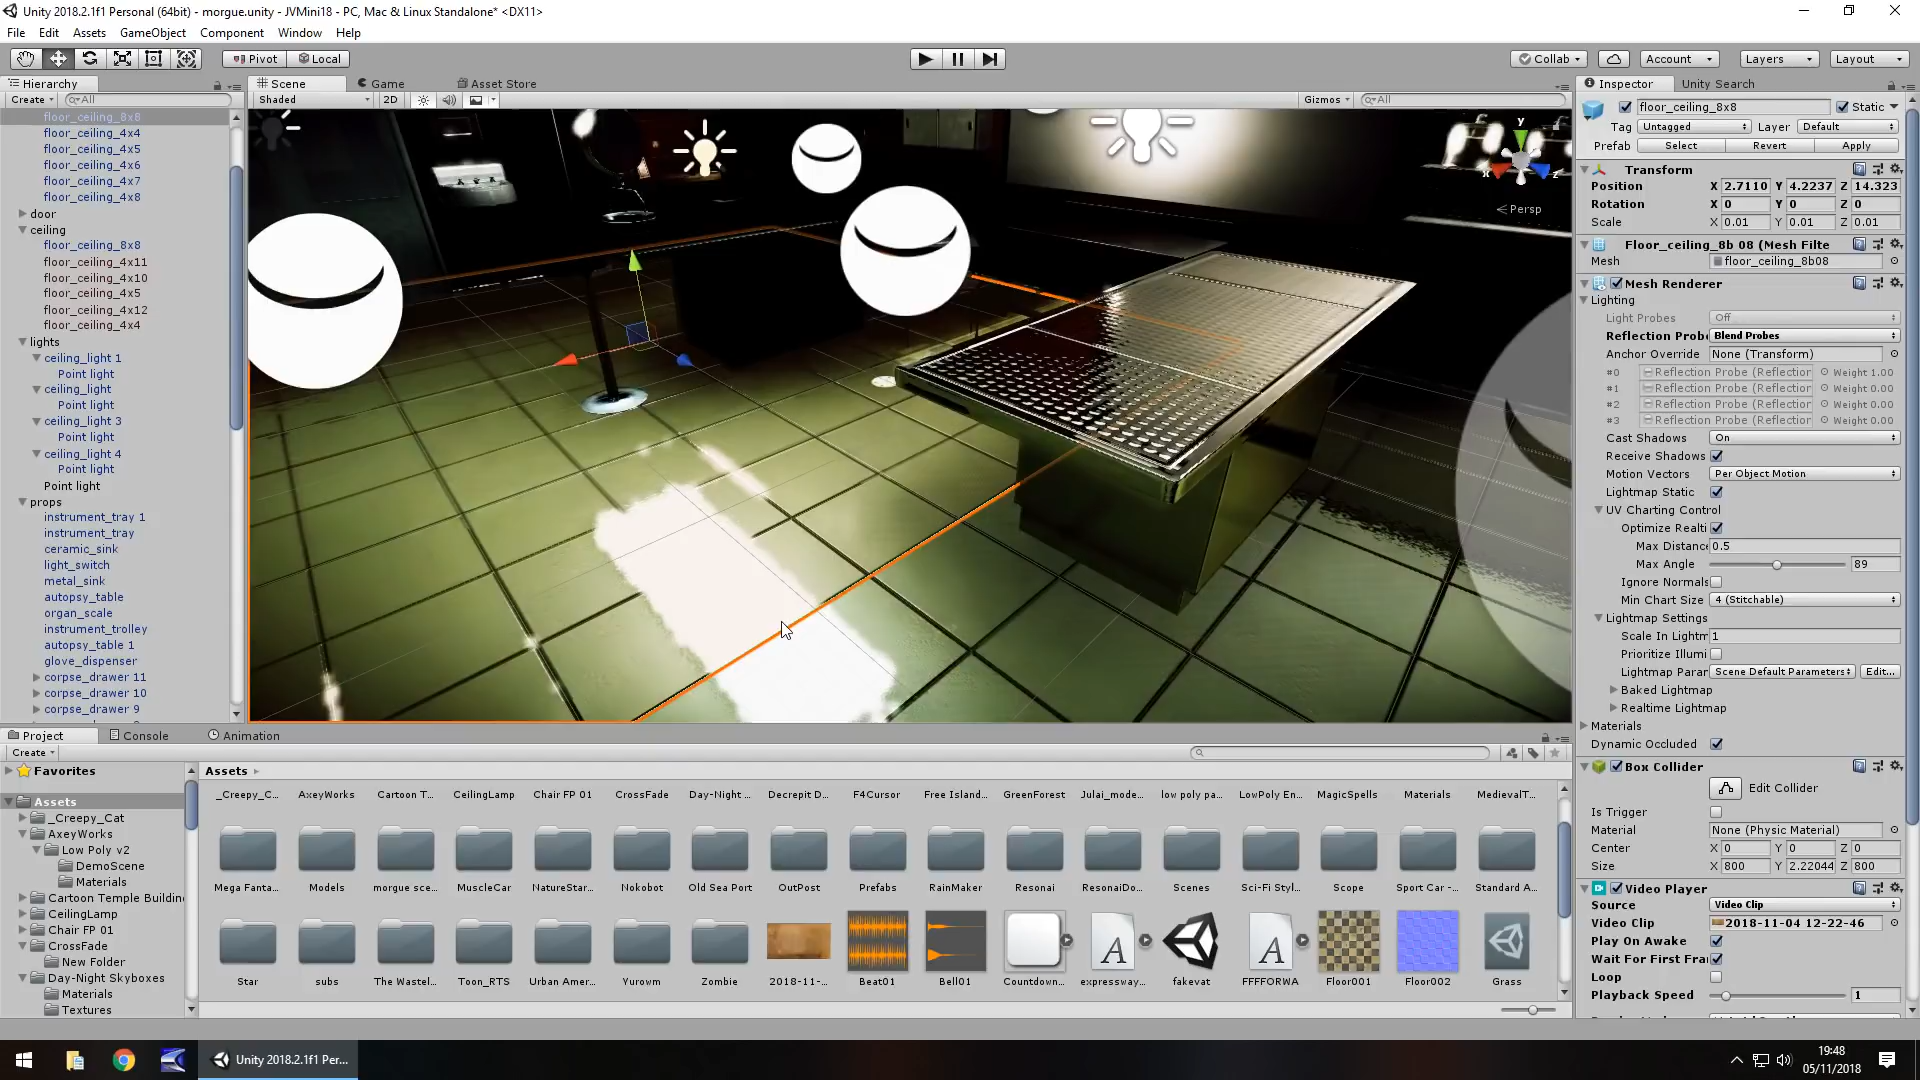 Unity 2018.2.1f1 Personal (64bit) - morgue.unity - JVMini18 - PC, Mac & Linux Standalone* <DX11>
File Edit Assets GameObject Component Window Help
Pivot Local Collab Account Layers Layout
Hierarchy
Create All
floor_ceiling_8x8
floor_ceiling_4x4
floor_ceiling_4x5
floor_ceiling_4x6
floor_ceiling_4x7
floor_ceiling_4x8
door
ceiling
floor_ceiling_8x8
floor_ceiling_4x11
floor_ceiling_4x10
floor_ceiling_4x5
floor_ceiling_4x12
floor_ceiling_4x4
lights
ceiling_light 1
Point light
ceiling_light
Point light
ceiling_light 3
Point light
ceiling_light 4
Point light
Point light
props
instrument_tray 1
instrument_tray
ceramic_sink
light_switch
metal_sink
autopsy_table
organ_scale
instrument_trolley
autopsy_table 1
glove_dispenser
corpse_drawer 11
corpse_drawer 10
corpse_drawer 9
Scene Game Asset Store
Shaded 2D Gizmos All
y
x
z
Persp
Inspector Unity Search
floor_ceiling_8x8 Static
Tag Untagged Layer Default
Prefab Select Revert Apply
Transform
Position X 2.7110 Y 4.2237 Z 14.323
Rotation X 0 Y 0 Z 0
Scale X 0.01 Y 0.01 Z 0.01
Floor_ceiling_8b 08 (Mesh Filte
Mesh floor_ceiling_8b08
Mesh Renderer
Lighting
Light Probes Off
Reflection Probe Blend Probes
Anchor Override None (Transform)
#0 Reflection Probe (Reflection Weight 1.00
#1 Reflection Probe (Reflection Weight 0.00
#2 Reflection Probe (Reflection Weight 0.00
#3 Reflection Probe (Reflection Weight 0.00
Cast Shadows On
Receive Shadows
Motion Vectors Per Object Motion
Lightmap Static
UV Charting Control
Optimize Realti
Max Distanc 0.5
Max Angle 89
Ignore Normals
Min Chart Size 4 (Stitchable)
Lightmap Settings
Scale In Lightm 1
Prioritize Illumi
Lightmap Paran Scene Default Parameters Edit...
Baked Lightmap
Realtime Lightmap
Materials
Dynamic Occluded
Box Collider
Edit Collider
Is Trigger
Material None (Physic Material)
Center X 0 Y 0 Z 0
Size X 800 Y 2.22044 Z 800
Video Player
Source Video Clip
Video Clip 2018-11-04 12-22-46
Play On Awake
Wait For First Fra
Loop
Playback Speed 1
Project Console Animation
Create
Favorites
Assets
_Creepy_Cat
AxeyWorks
Low Poly v2
DemoScene
Materials
Cartoon Temple Buildin
CeilingLamp
Chair FP 01
CrossFade
New Folder
Day-Night Skyboxes
Materials
Textures
Assets
_Creepy_C... AxeyWorks Cartoon T... CeilingLamp Chair FP 01 CrossFade Day-Night ... Decrepit D... F4Cursor Free Island... GreenForest Julai_mode... low poly pa... LowPoly En... MagicSpells Materials MedievalT...
Mega Fanta... Models morgue sce... MuscleCar NatureStar... Nokobot Old Sea Port OutPost Prefabs RainMaker Resonai ResonaiDo... Scenes Sci-Fi Styl... Scope Sport Car -... Standard A...
A A
Star subs The Wastel... Toon_RTS Urban Amer... Yurowm Zombie 2018-11-... Beat01 Bell01 Countdown... expressway... fakevat FFFFORWA Floor001 Floor002 Grass
Unity 2018.2.1f1 Per...
19:48
05/11/2018